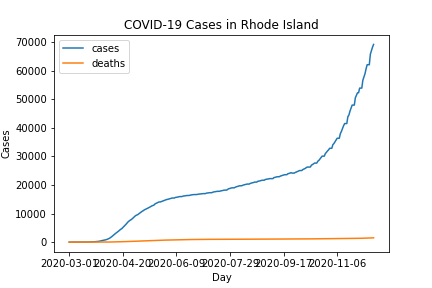 COVID-19 Cases in Rhode Island
cases
deaths
70000
60000
50000
40000
30000
20000
10000
0
Cases
2020-03-01 2020-04-20 2020-06-09 2020-07-29 2020-09-17 2020-11-06
Day